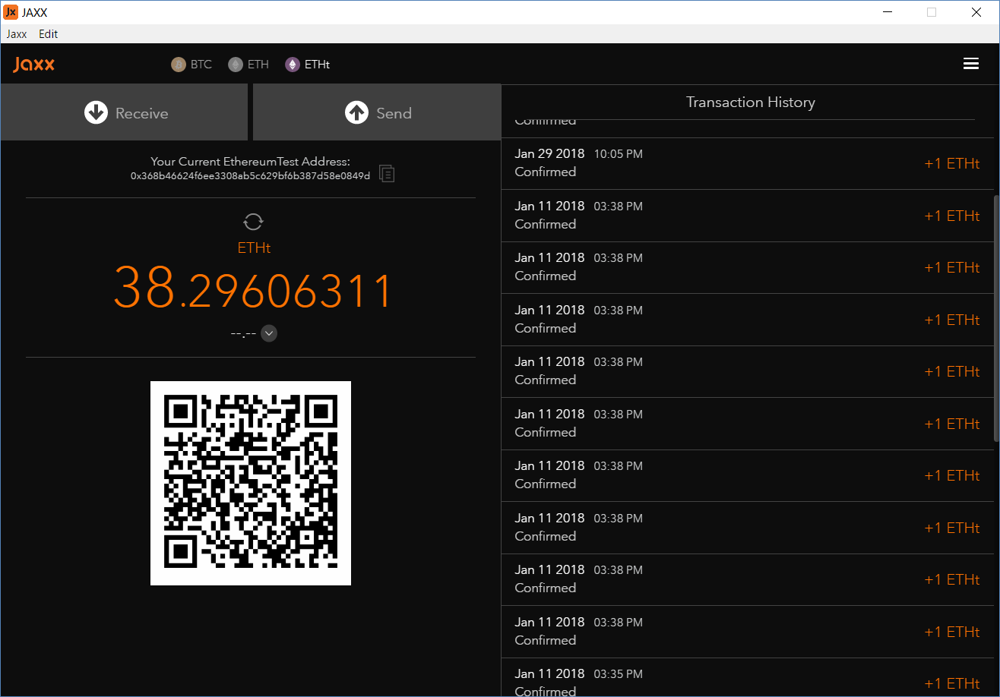 Jx JAXX
Jaxx Edit
Jaxx
BTC ETH ETHt
Receive
Send
Your Current EthereumTest Address:
0x368b46624f6ee3308ab5c629bf6b387d58e0849d
ETHt
38.29606311
--.--
Transaction History
Confirmed
Jan 29 2018 10:05 PM
Confirmed
+1 ETHt
Jan 11 2018 03:38 PM
Confirmed
+1 ETHt
Jan 11 2018 03:38 PM
Confirmed
+1 ETHt
Jan 11 2018 03:38 PM
Confirmed
+1 ETHt
Jan 11 2018 03:38 PM
Confirmed
+1 ETHt
Jan 11 2018 03:38 PM
Confirmed
+1 ETHt
Jan 11 2018 03:38 PM
Confirmed
+1 ETHt
Jan 11 2018 03:38 PM
Confirmed
+1 ETHt
Jan 11 2018 03:38 PM
Confirmed
+1 ETHt
Jan 11 2018 03:38 PM
Confirmed
+1 ETHt
Jan 11 2018 03:35 PM
Confirmed
+1 ETHt